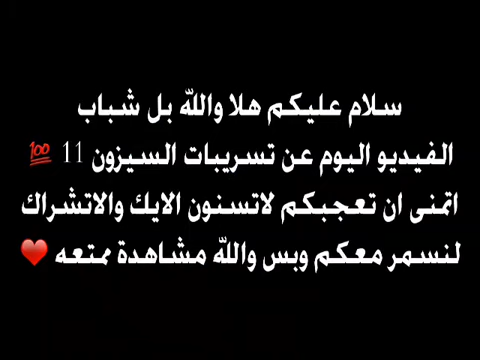 سلام عليكم هلا والله بل شباب
الفيديو اليوم عن تسريبات السيزون 11 💯
اتمنى ان تعجبكم لاتسنون الايك والاتشراك
لنسمر معكم وبس والله مشاهدة ممتعه ❤️